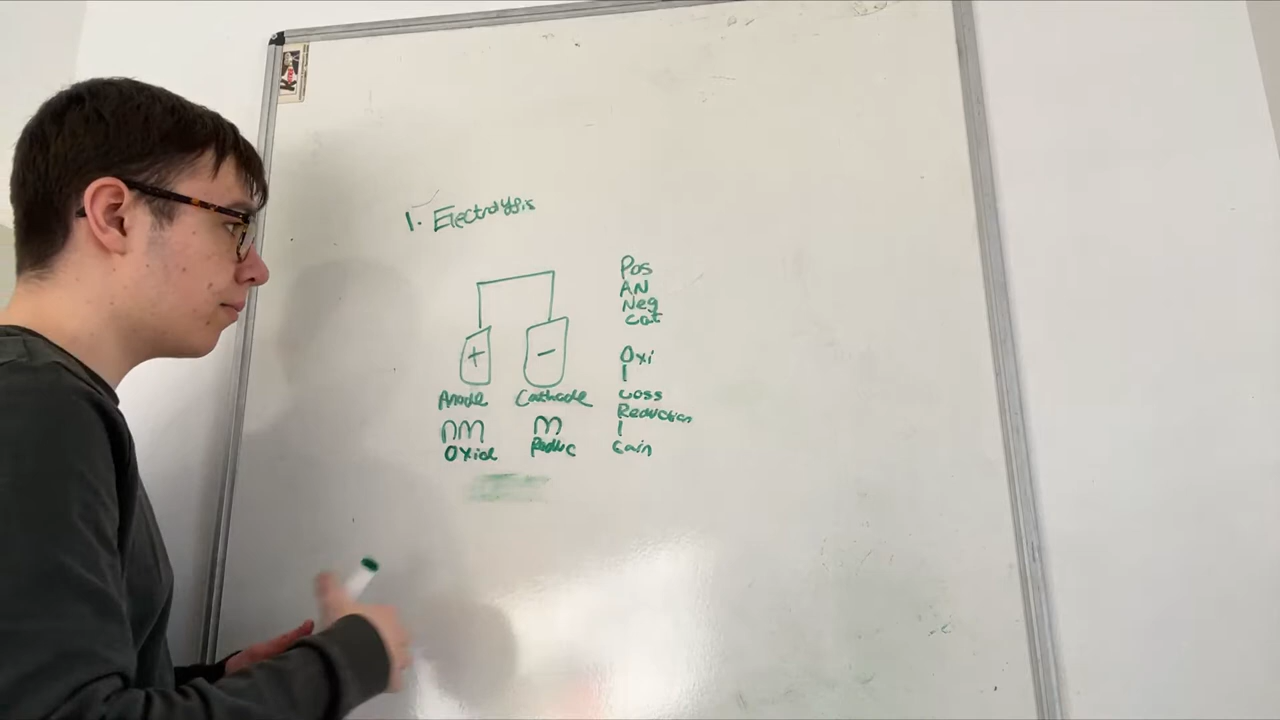 1. Electrolysis
+ -
Anode Cathode
nm m
Oxid Reduc
Pos
AN
Neg
Cat
Oxi
|
Loss
Reduction
|
Gain